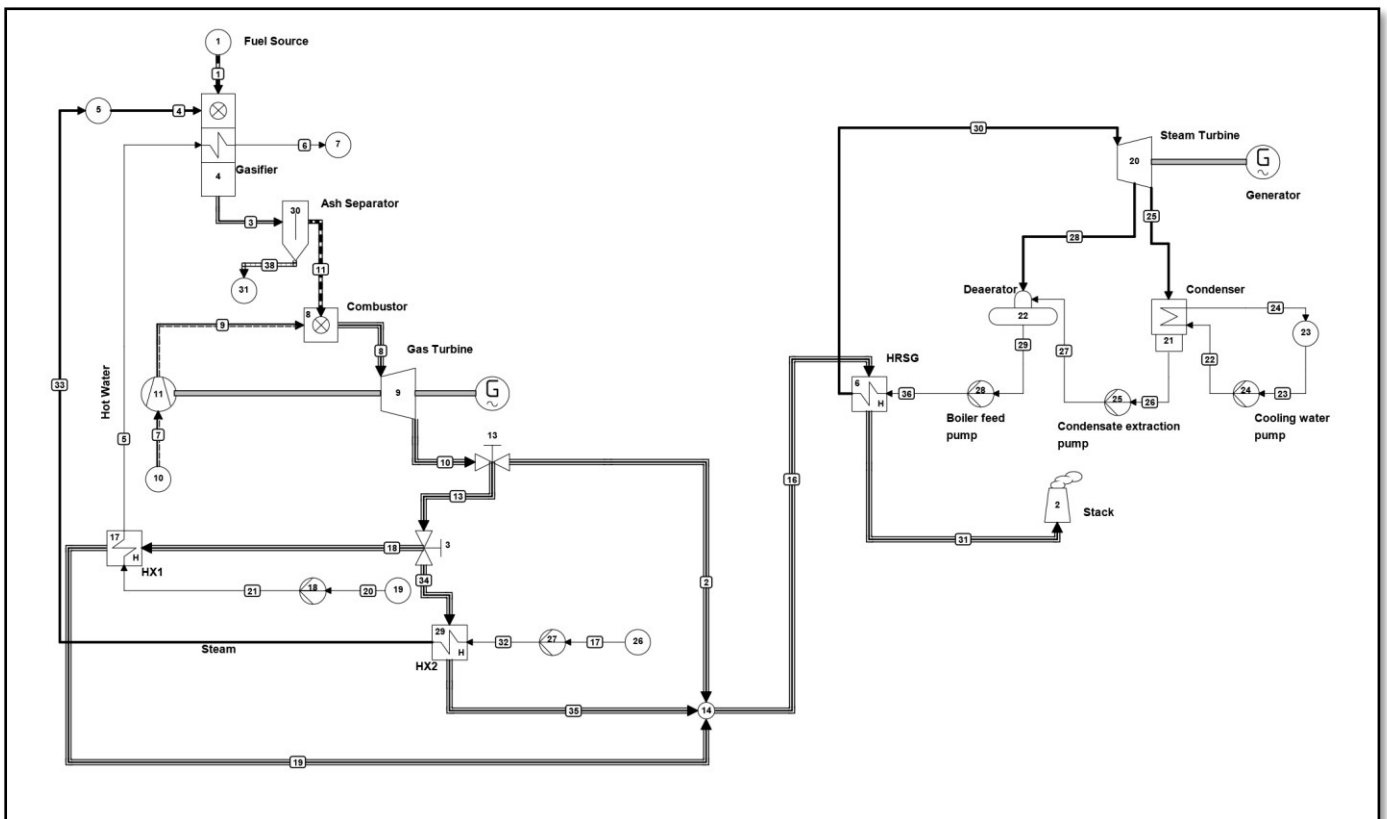 1
Fuel Source
1
5
4
30
Steam Turbine
6
7
20
G
Gasifier
4
Generator
Ash Separator
3
30
25
38
11
28
31
Deaerator
Condenser
Combustor
24
8
22
23
9
21
Gas Turbine
29
27
22
8
HRSG
33
Hot Water
11
9
G
6
H
36
28
25
26
24
23
Boiler feed
pump
Condensate extraction
pump
Cooling water
pump
7
5
13
10
10
16
13
2
Stack
17
H
18
3
31
HX1
34
2
21
18
20
19
29
H
32
27
17
26
Steam
HX2
35
14
19